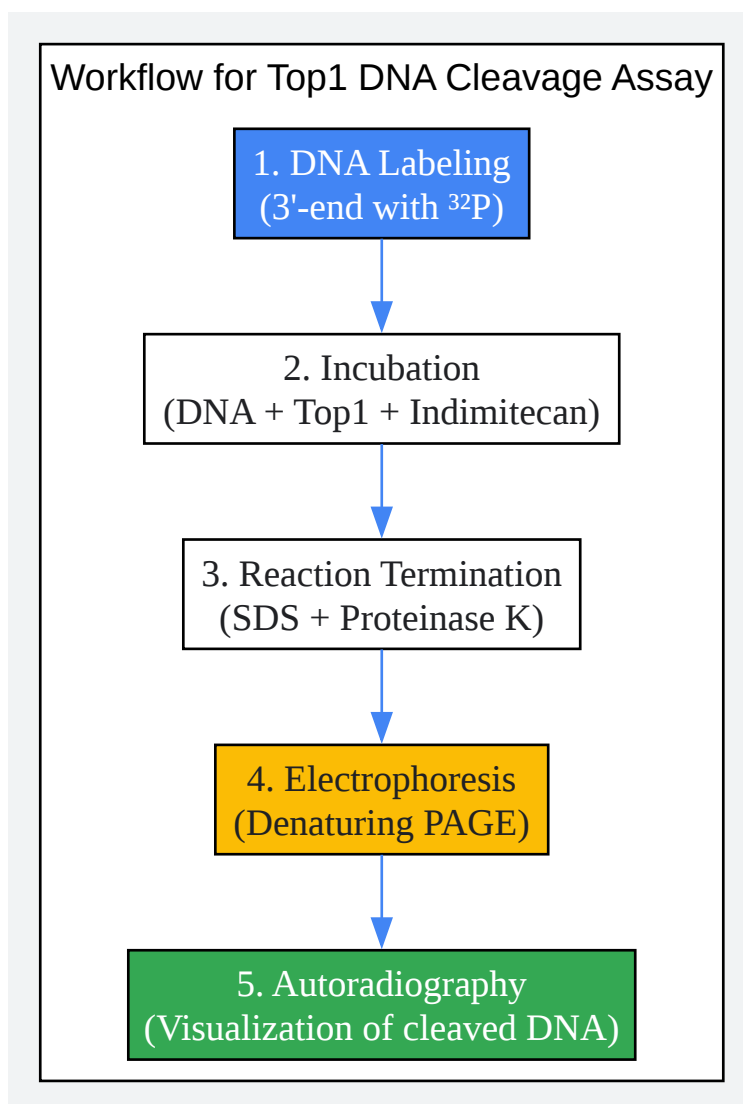 Workflow for Top1 DNA Cleavage Assay
1. DNA Labeling
(3'-end with ³²P)
2. Incubation
(DNA + Top1 + Indimitecan)
3. Reaction Termination
(SDS + Proteinase K)
4. Electrophoresis
(Denaturing PAGE)
5. Autoradiography
(Visualization of cleaved DNA)